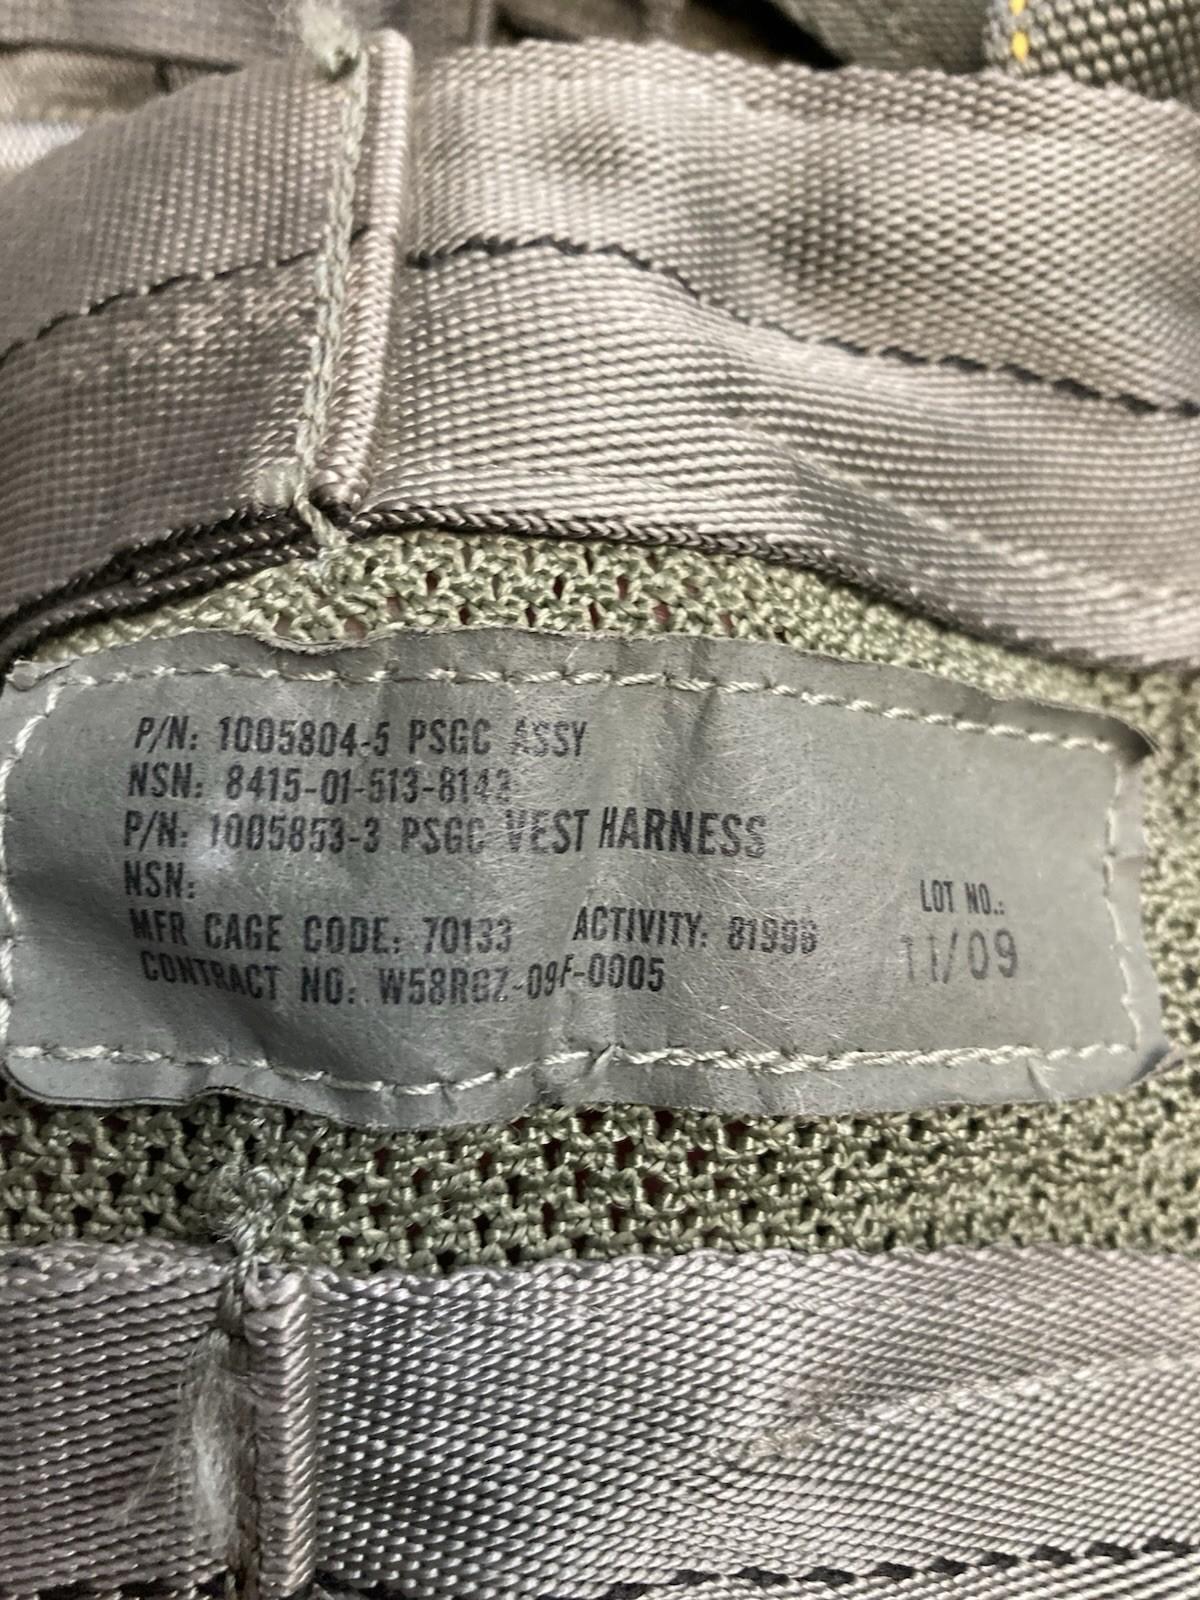 P/N: 1005804-5 PSGC ASSY
NSN: 8415-01-513-8142
P/N: 1005853-3 PSGC VEST HARNESS
NSN:
MFR CAGE CODE: 70133 ACTIVITY: 81996
CONTRACT NO: W58RGZ-09F-0005
LOT NO.:
11/09